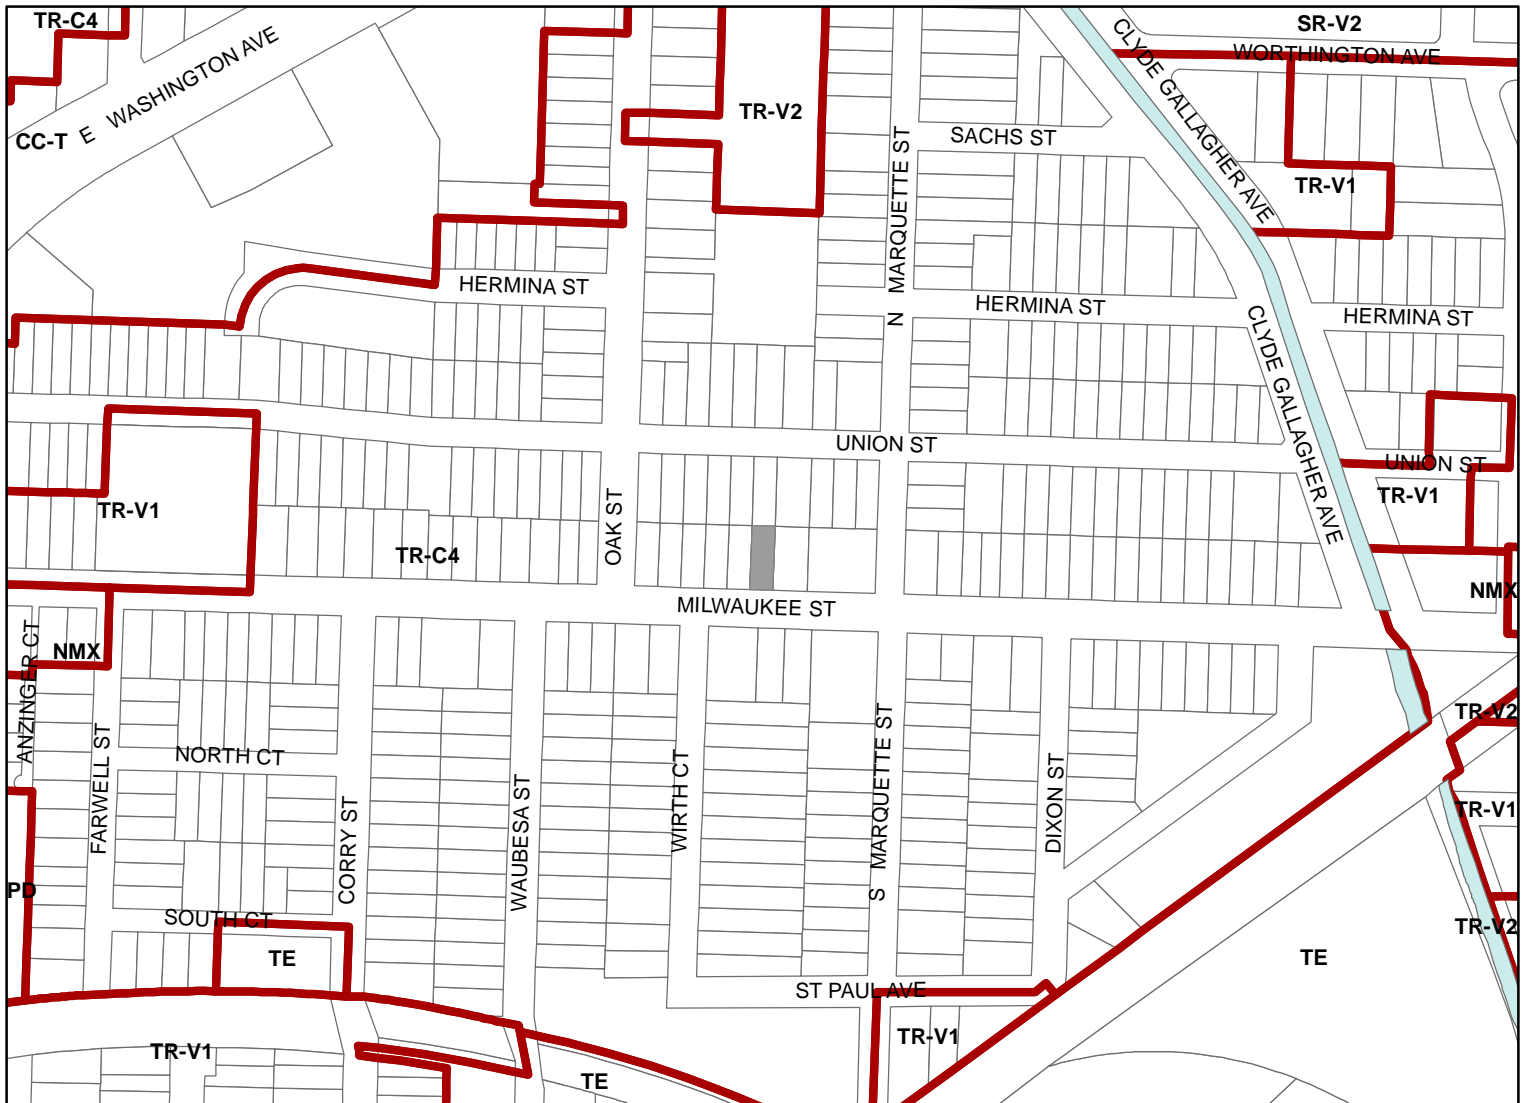 TR-C4
SR-V2
CLYDE GALLAGHER AVE
WORTHINGTON AVE
E WASHINGTON AVE
TR-V2
CC-T
SACHS ST
N MARQUETTE ST
TR-V1
HERMINA ST
HERMINA ST
HERMINA ST
CLYDE GALLAGHER AVE
UNION ST
UNION ST
TR-V1
TR-V1
OAK ST
TR-C4
NMX
MILWAUKEE ST
ANZINGER CT
NMX
TR-V2
FARWELL ST
NORTH CT
CORRY ST
WAUBESA ST
WIRTH CT
S MARQUETTE ST
DIXON ST
TR-V1
PD
SOUTH CT
TE
TR-V2
TE
ST PAUL AVE
TR-V1
TR-V1
TE